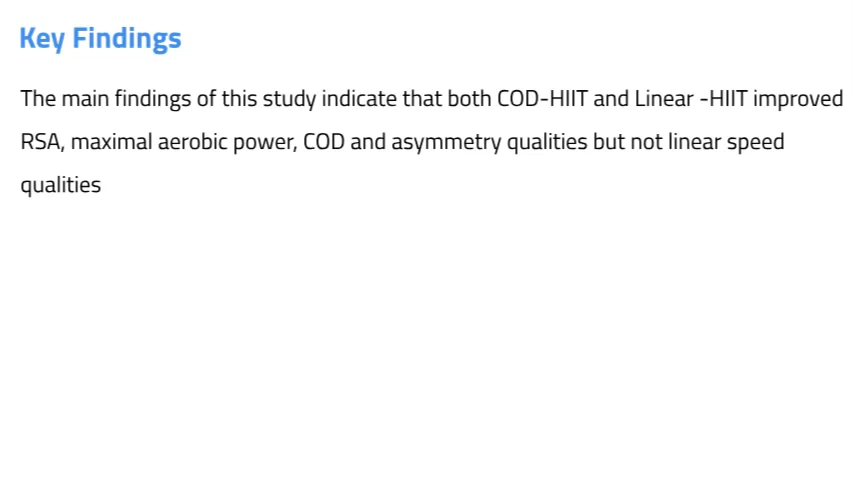 Key Findings
The main findings of this study indicate that both COD-HIIT and Linear -HIIT improved
RSA, maximal aerobic power, COD and asymmetry qualities but not linear speed
qualities